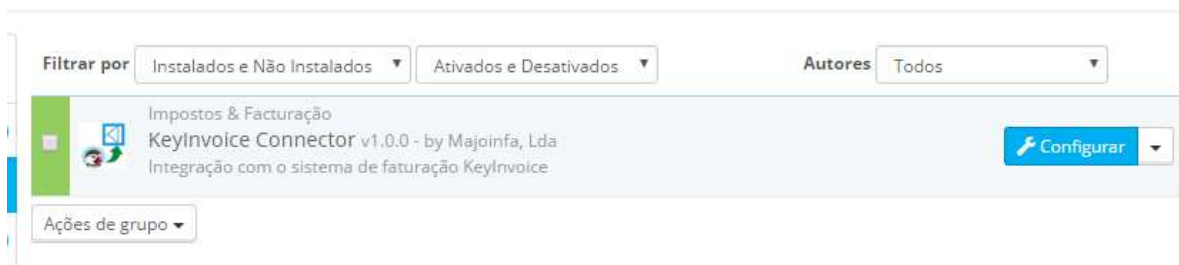 Filtrar por Instalados e Não Instalados Ativados e Desativados Autores Todos
Impostos & Facturação
KeyInvoice Connector v1.0.0 - by Majoinfa, Lda
Integração com o sistema de faturação KeyInvoice
Configurar
Ações de grupo